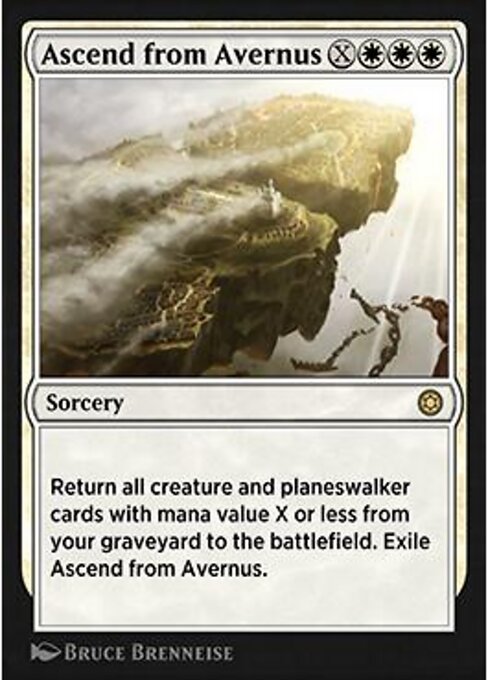 Ascend from Avernus X
Sorcery
Return all creature and planeswalker
cards with mana value X or less from
your graveyard to the battlefield. Exile
Ascend from Avernus.
Bruce Brenneise